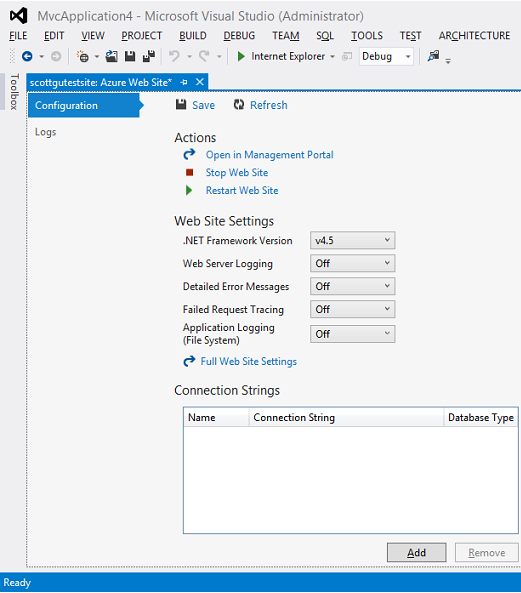 MvcApplication4 - Microsoft Visual Studio (Administrator)
FILE EDIT VIEW PROJECT BUILD DEBUG TEAM SQL TOOLS TEST ARCHITECTURE
Internet Explorer Debug
Toolbox
scottgutestsite: Azure Web Site*
Configuration
Save Refresh
Logs
Actions
Open in Management Portal
Stop Web Site
Restart Web Site
Web Site Settings
.NET Framework Version v4.5
Web Server Logging Off
Detailed Error Messages Off
Failed Request Tracing Off
Application Logging
(File System) Off
Full Web Site Settings
Connection Strings
Name Connection String Database Type
Add Remove
Ready